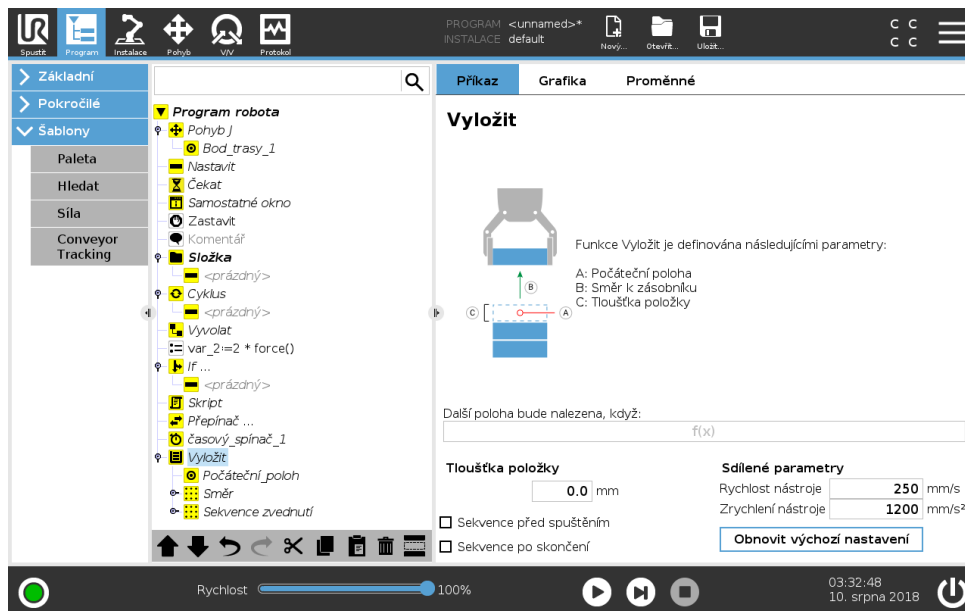 Spustit
Program
Instalace
Pohyb
V/V
Protokol
PROGRAM <unnamed>*
INSTALACE default
Nový...
Otevřít...
Uložit...
C C
C C
Základní
Pokročilé
Šablony
Paleta
Hledat
Síla
Conveyor
Tracking
Program robota
Pohyb J
Bod_trasy_1
Nastavit
Čekat
Samostatné okno
Zastavit
Komentář
Složka
<prázdný>
Cyklus
<prázdný>
Vyvolat
var_2≔2 * force()
If ...
<prázdný>
Skript
Přepínač ...
časový_spínač_1
Vyložit
Počáteční_poloh
Směr
Sekvence zvednutí
Příkaz
Grafika
Proměnné
Vyložit
Funkce Vyložit je definována následujícími parametry:
A: Počáteční poloha
B: Směr k zásobníku
C: Tloušťka položky
B
C
A
Další poloha bude nalezena, když:
f(x)
Tloušťka položky
0.0 mm
Sekvence před spuštěním
Sekvence po skončení
Sdílené parametry
Rychlost nástroje 250 mm/s
Zrychlení nástroje 1200 mm/s²
Obnovit výchozí nastavení
Rychlost
100%
03:32:48
10. srpna 2018